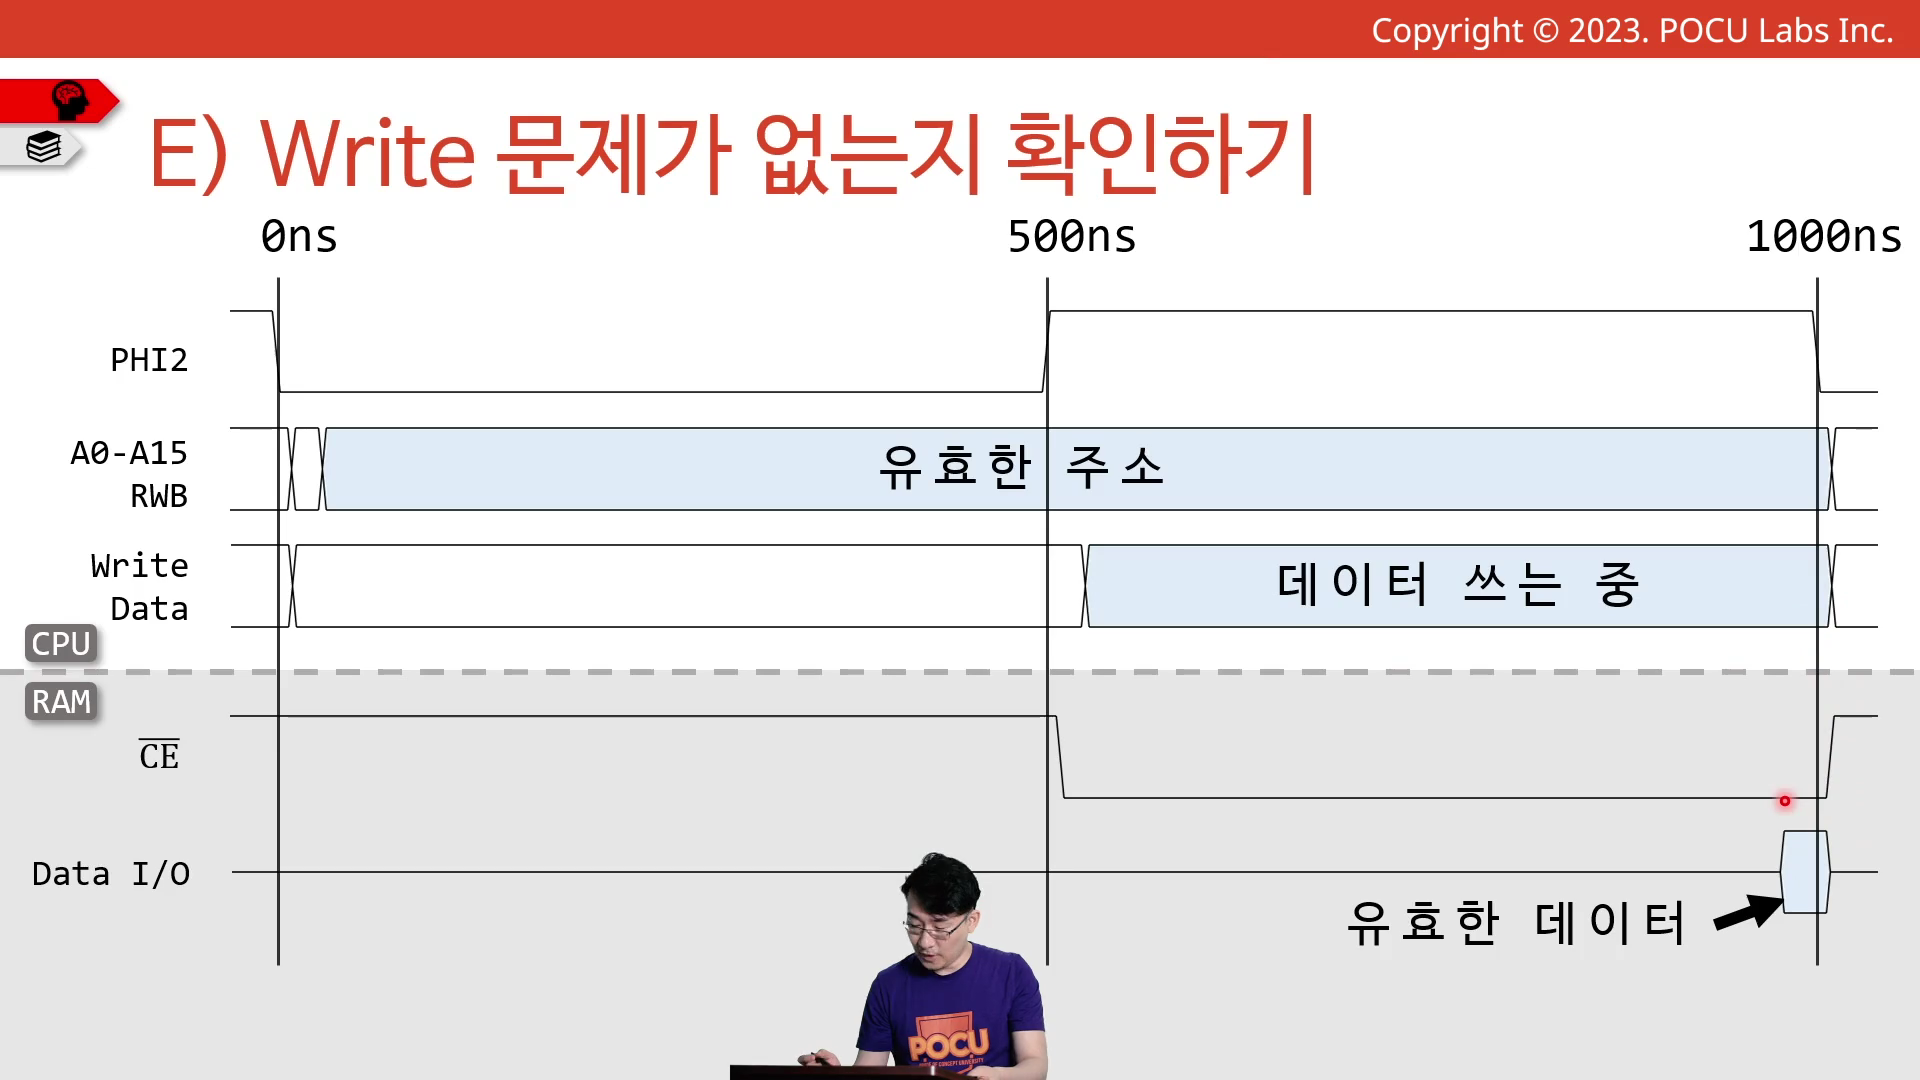 Copyright © 2023. POCU Labs Inc.
E) Write 문제가 없는지 확인하기
0ns 500ns 1000ns
PHI2
A0-A15
RWB
유효한 주소
Write
Data
데이터 쓰는 중
CPU
RAM
CE
Data I/O
유효한 데이터
POCU